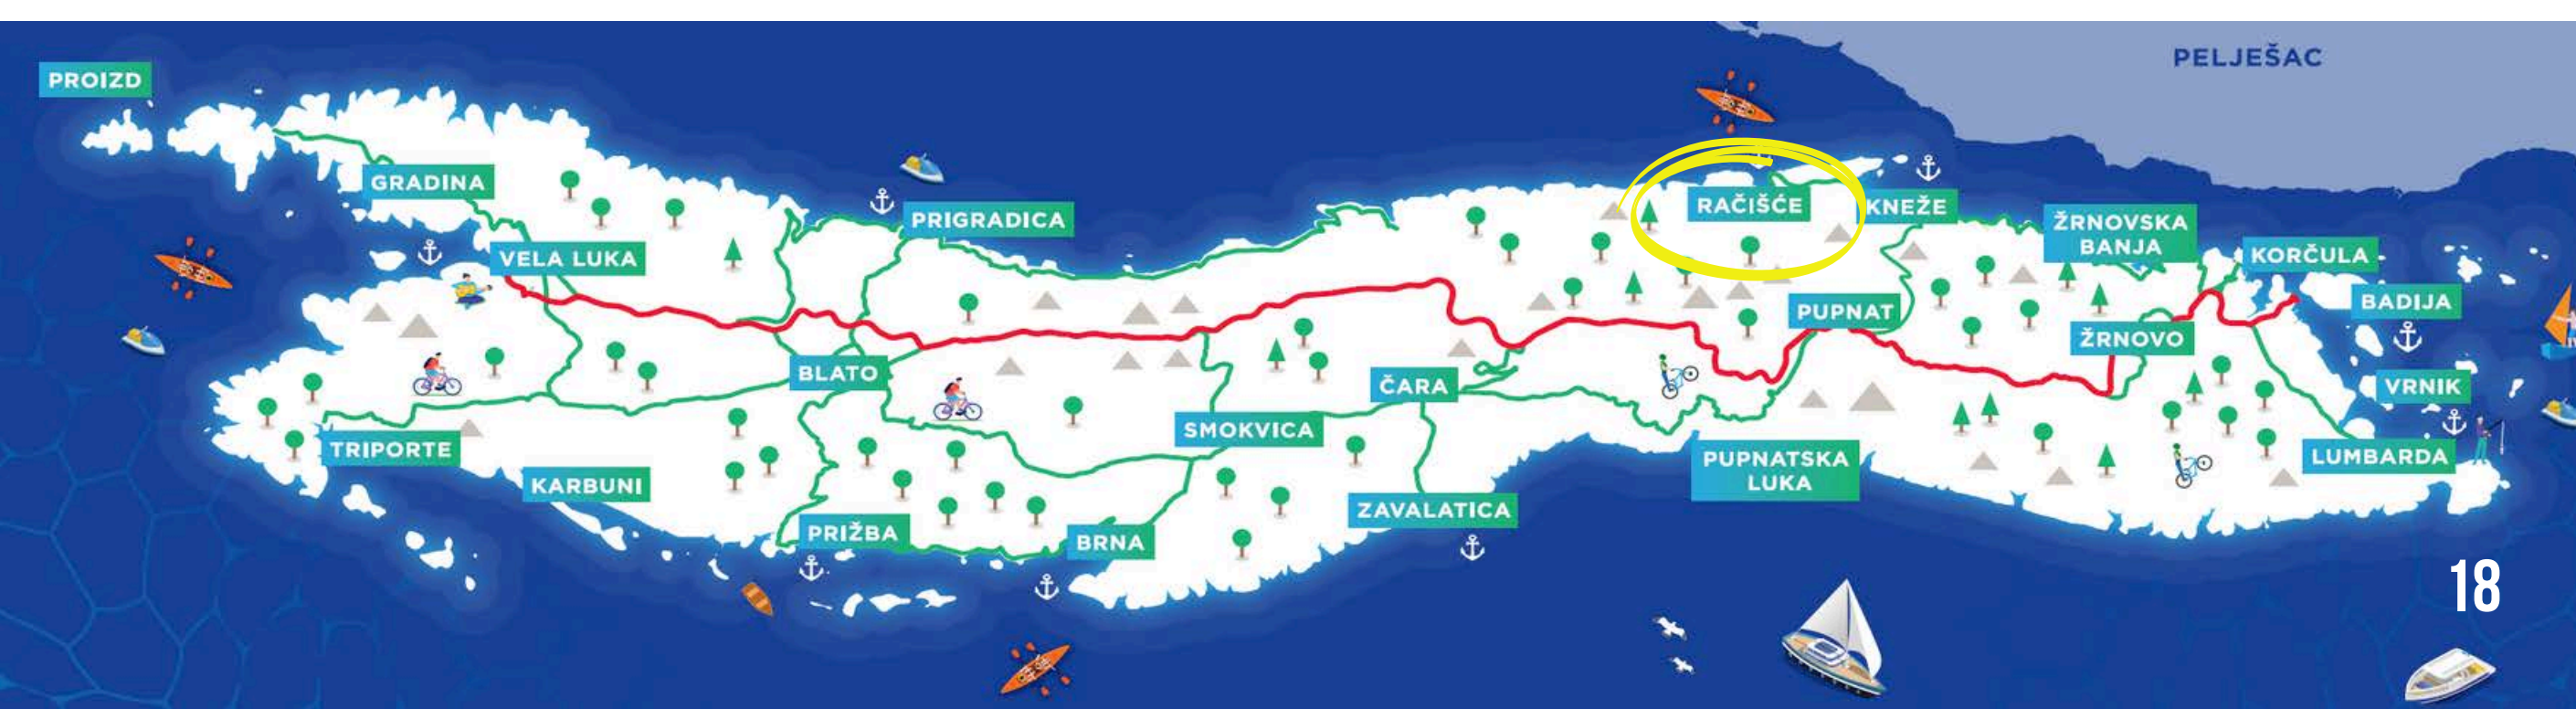 PELJEŠAC
PROIZD
GRADINA
PRIGRADICA
RAČIŠĆE
KNEŽE
ŽRNOVSKA
BANJA
VELA LUKA
KORČULA
BADIJA
PUPNAT
ŽRNOVO
BLATO
ČARA
VRNIK
SMOKVICA
TRIPORTE
LUMBARDA
KARBUNI
PUPNATSKA
LUKA
ZAVALATICA
PRIŽBA
BRNA
18